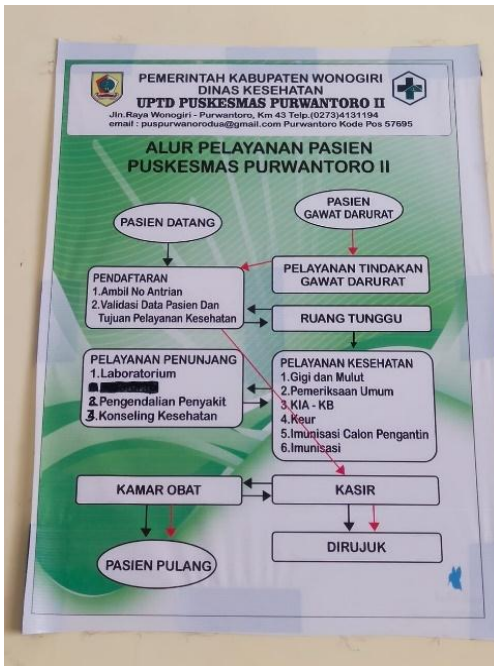 PEMERINTAH KABUPATEN WONOGIRI
DINAS KESEHATAN
UPTD PUSKESMAS PURWANTORO II
Jln.Raya Wonogiri - Purwantoro, Km 43 Telp.(0273)4131194
email : puspurwanorodua@gmail.com Purwantoro Kode Pos 57695
ALUR PELAYANAN PASIEN
PUSKESMAS PURWANTORO II
PASIEN DATANG
PASIEN
GAWAT DARURAT
PENDAFTARAN
1.Ambil No Antrian
2.Validasi Data Pasien Dan
Tujuan Pelayanan Kesehatan
PELAYANAN TINDAKAN
GAWAT DARURAT
RUANG TUNGGU
PELAYANAN PENUNJANG
1.Laboratorium
2.Pengendalian Penyakit
3.Konseling Kesehatan
PELAYANAN KESEHATAN
1.Gigi dan Mulut
2.Pemeriksaan Umum
3.KIA - KB
4.Keur
5.Imunisasi Calon Pengantin
6.Imunisasi
KAMAR OBAT
KASIR
PASIEN PULANG
DIRUJUK